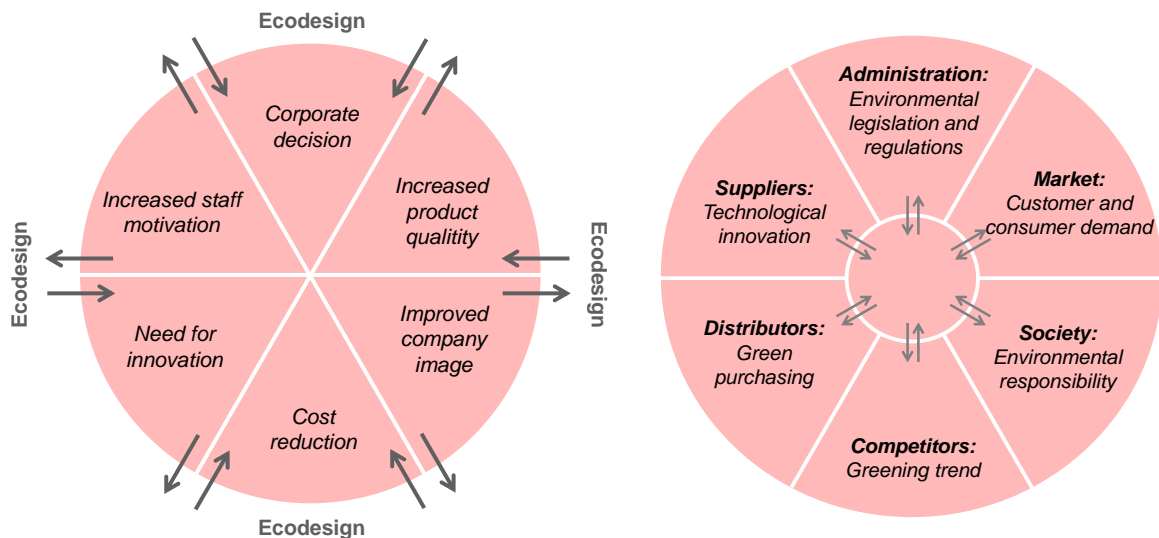 Ecodesign
Corporate
decision
Increased staff
motivation
Increased
product
qualitity
Ecodesign
Ecodesign
Need for
innovation
Improved
company
image
Cost
reduction
Ecodesign
Administration:
Environmental
legislation and
regulations
Suppliers:
Technological
innovation
Market:
Customer and
consumer demand
Distributors:
Green
purchasing
Society:
Environmental
responsibility
Competitors:
Greening trend